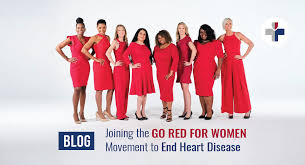 BLOG
Joining the GO RED FOR WOMEN
Movement to End Heart Disease